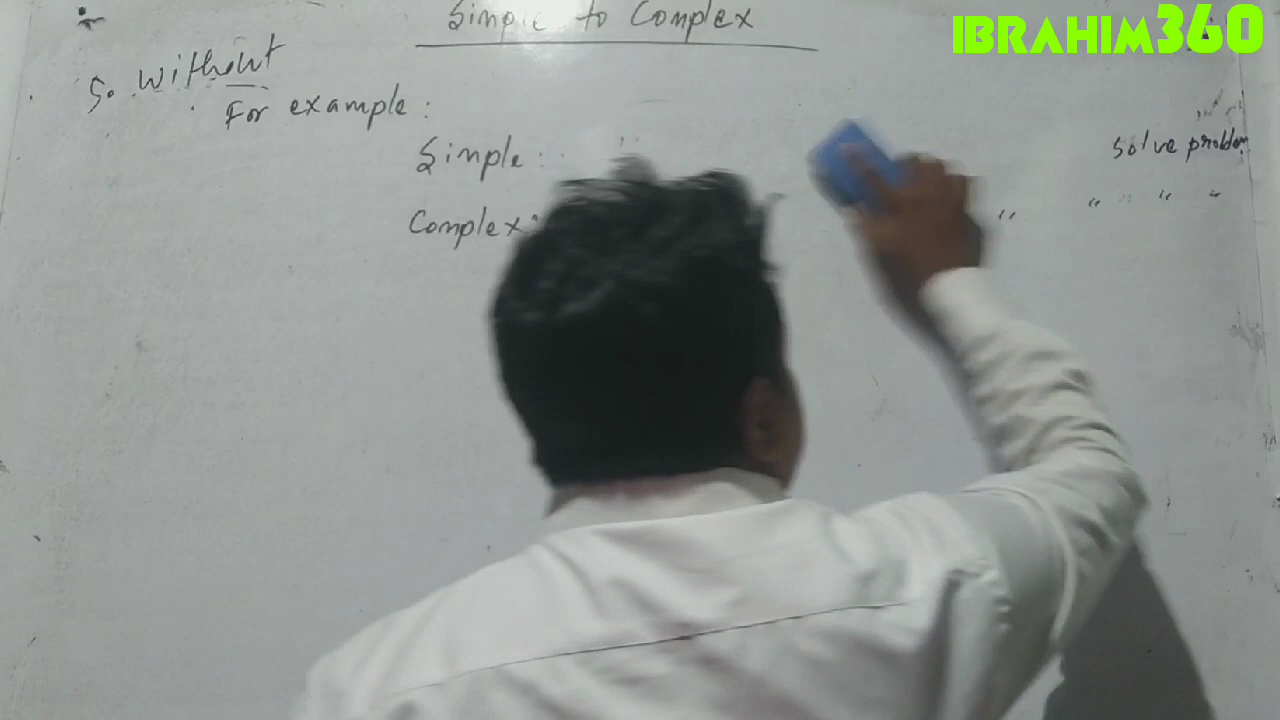 Simple to Complex
IBRAHIM360
So without
For example:
Simple: solve problem
Complex: " " " "